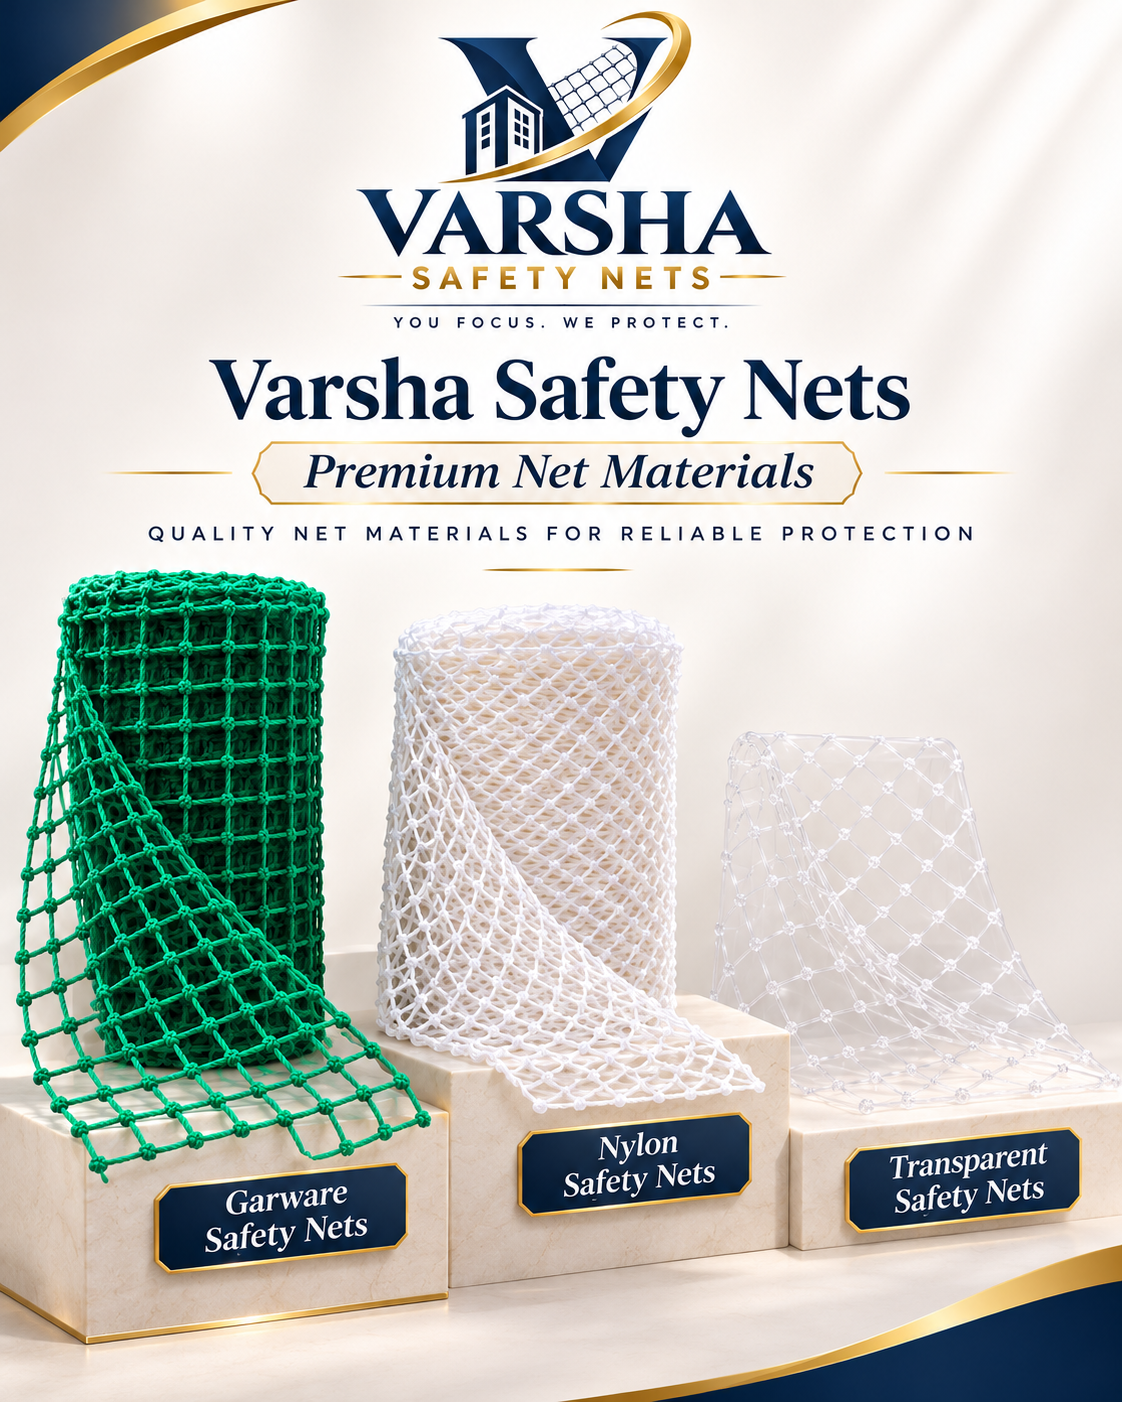 VARSHA
SAFETY NETS
YOU FOCUS. WE PROTECT.
Varsha Safety Nets
Premium Net Materials
QUALITY NET MATERIALS FOR RELIABLE PROTECTION
Garware
Safety Nets
Nylon
Safety Nets
Transparent
Safety Nets